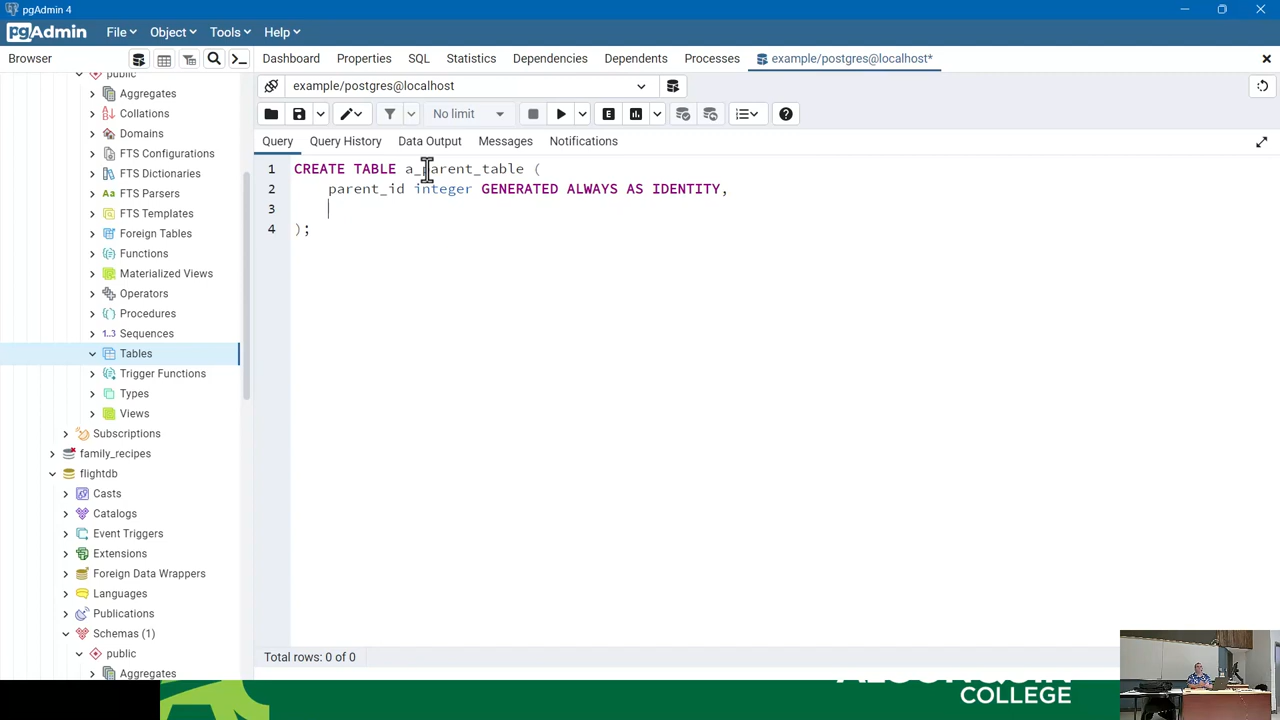 pgAdmin 4
pgAdmin File Object Tools Help
Browser Dashboard Properties SQL Statistics Dependencies Dependents Processes example/postgres@localhost*
public
example/postgres@localhost
Aggregates
Collations
No limit E
Domains
Query Query History Data Output Messages Notifications
FTS Configurations
1 CREATE TABLE a_parent_table (
FTS Dictionaries
2 parent_id integer GENERATED ALWAYS AS IDENTITY,
Aa FTS Parsers
3
FTS Templates
4 );
Foreign Tables
Functions
Materialized Views
Operators
Procedures
1..3 Sequences
Tables
Trigger Functions
Types
Views
Subscriptions
family_recipes
flightdb
Casts
Catalogs
Event Triggers
Extensions
Foreign Data Wrappers
Languages
Publications
Schemas (1)
public
Total rows: 0 of 0
Aggregates
COLLEGE